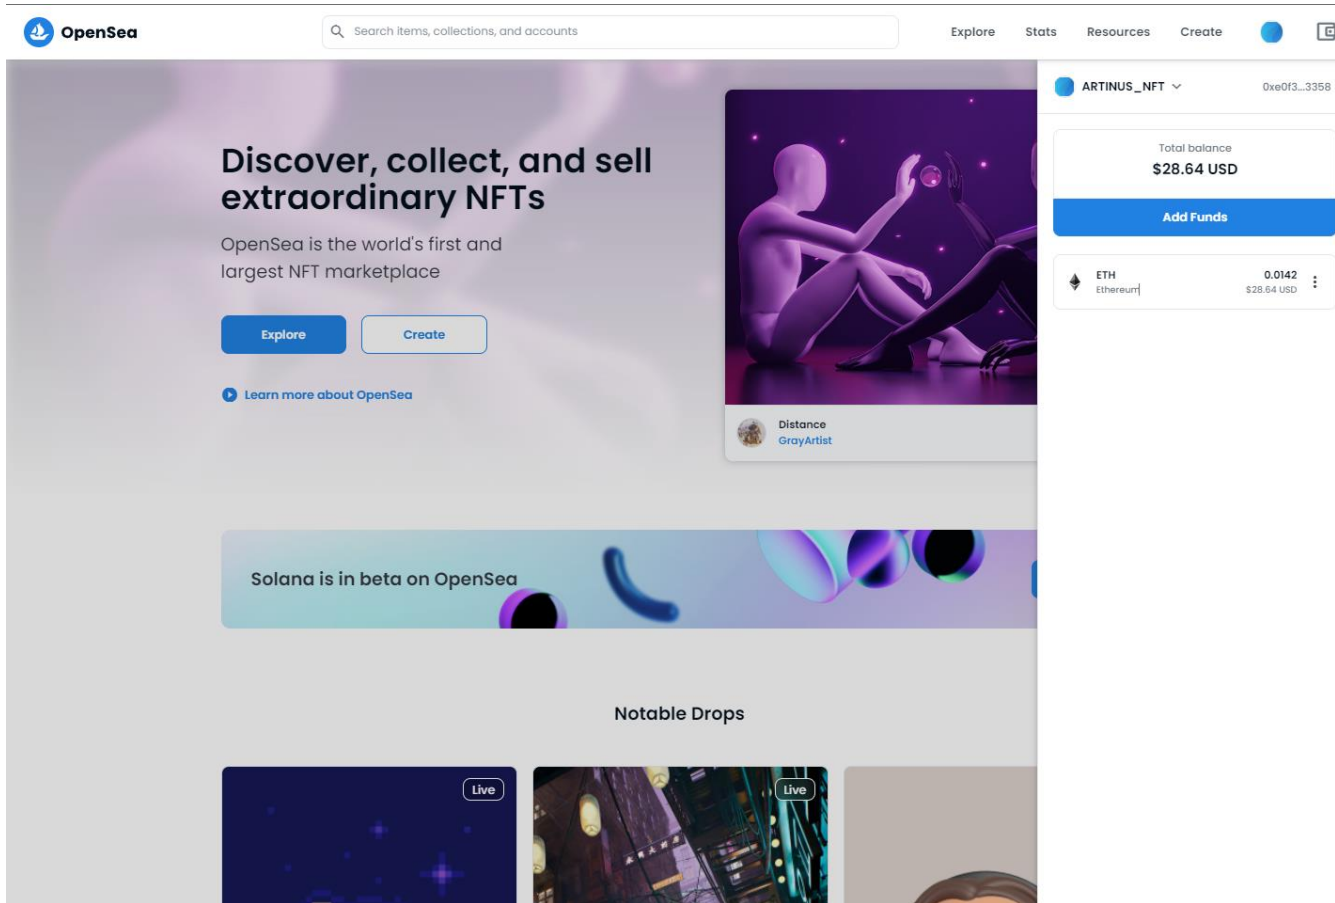 OpenSea
Search items, collections, and accounts
Explore
Stats
Resources
Create
ARTINUS_NFT
0xe0f3...3358
Total balance
$28.64 USD
Add Funds
ETH
0.0142
Ethereum
$28.64 USD
Discover, collect, and sell
extraordinary NFTs
OpenSea is the world's first and
largest NFT marketplace
Explore
Create
Learn more about OpenSea
Distance
GrayArtist
Solana is in beta on OpenSea
Notable Drops
Live
Live